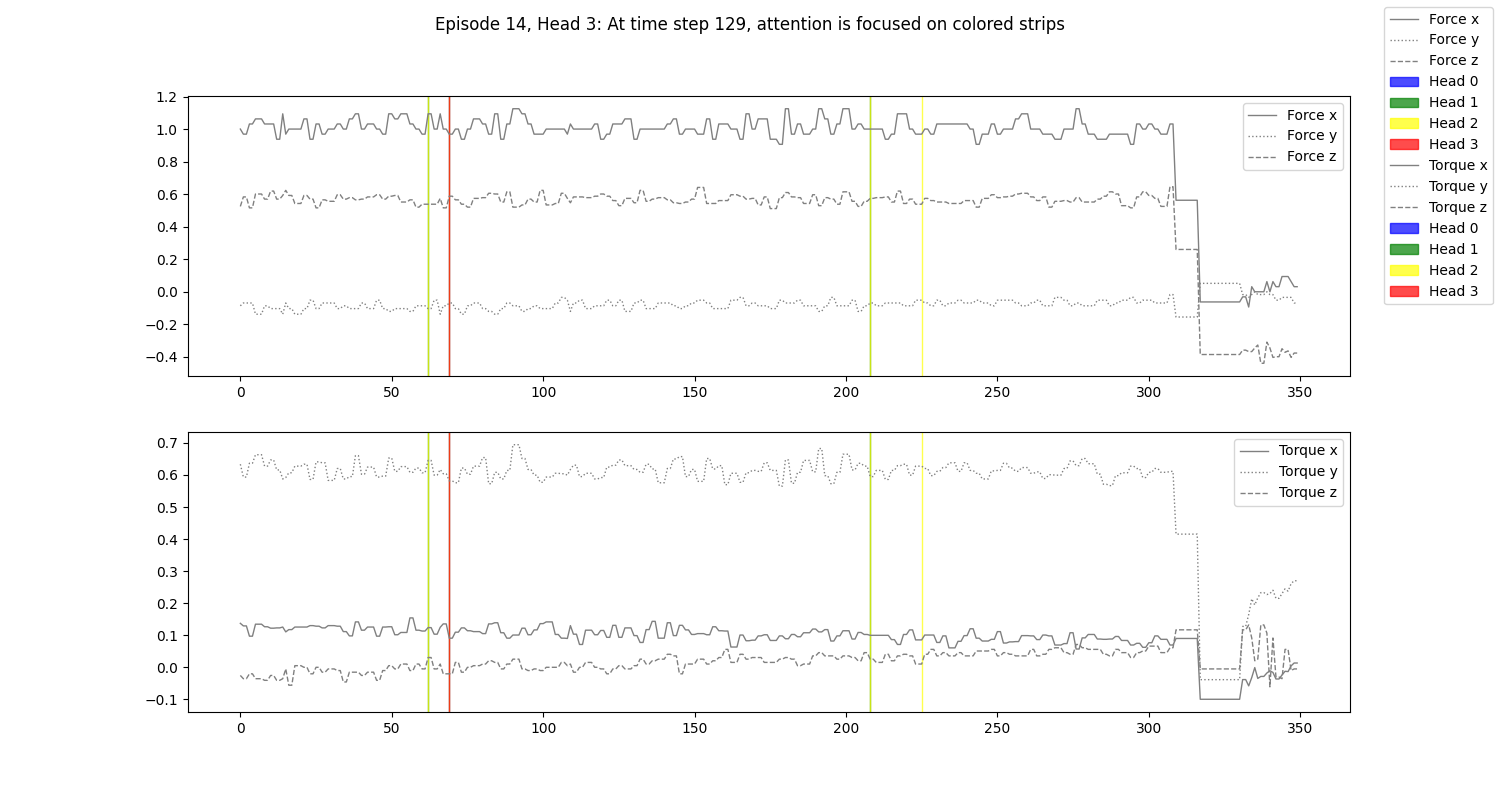 Episode 14, Head 3: At time step 129, attention is focused on colored strips
Force x
Force y
Force z
Head 0
Head 1
Head 2
Head 3
Torque x
Torque y
Torque z
Head 0
Head 1
Head 2
Head 3
1.2
1.0
0.8
0.6
0.4
0.2
0.0
−0.2
−0.4
Force x
Force y
Force z
0 50 100 150 200 250 300 350
0.7
0.6
0.5
0.4
0.3
0.2
0.1
0.0
−0.1
Torque x
Torque y
Torque z
0 50 100 150 200 250 300 350